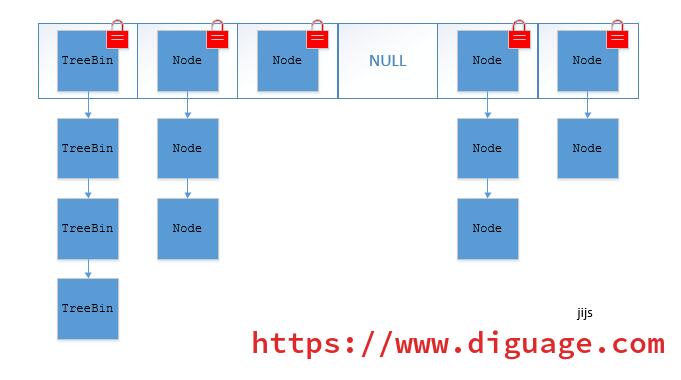 TreeBin Node Node NULL Node Node
TreeBin Node Node Node
TreeBin Node Node
TreeBin
jijs
https://www.diguage.com